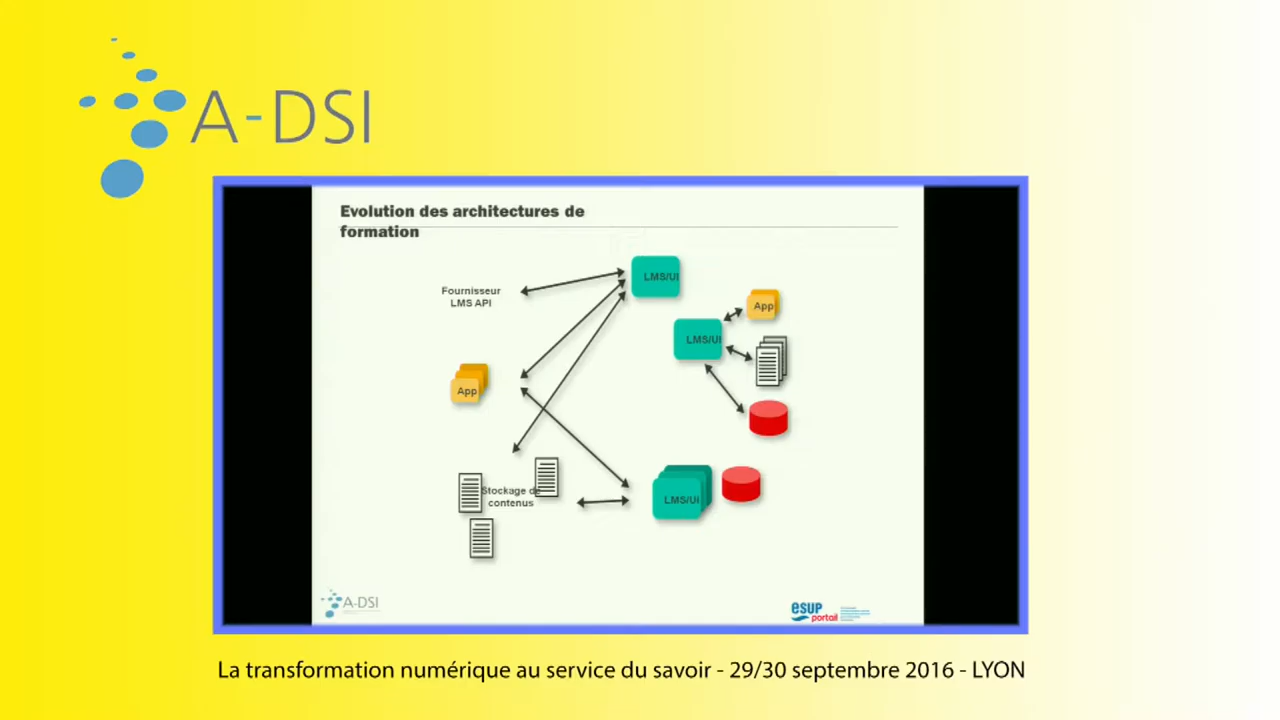 A-DSI
Evolution des architectures de
formation
LMS/UI
Fournisseur
LMS API
App
LMS/UI
App
Stockage de
contenus
LMS/UI
A-DSI
esup
portail
La transformation numérique au service du savoir - 29/30 septembre 2016 - LYON